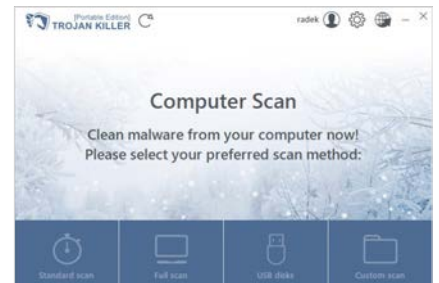 [Portable Edition]
TROJAN KILLER
radek
Computer Scan
Clean malware from your computer now!
Please select your preferred scan method:
Standard scan
Full scan
USB disks
Custom scan